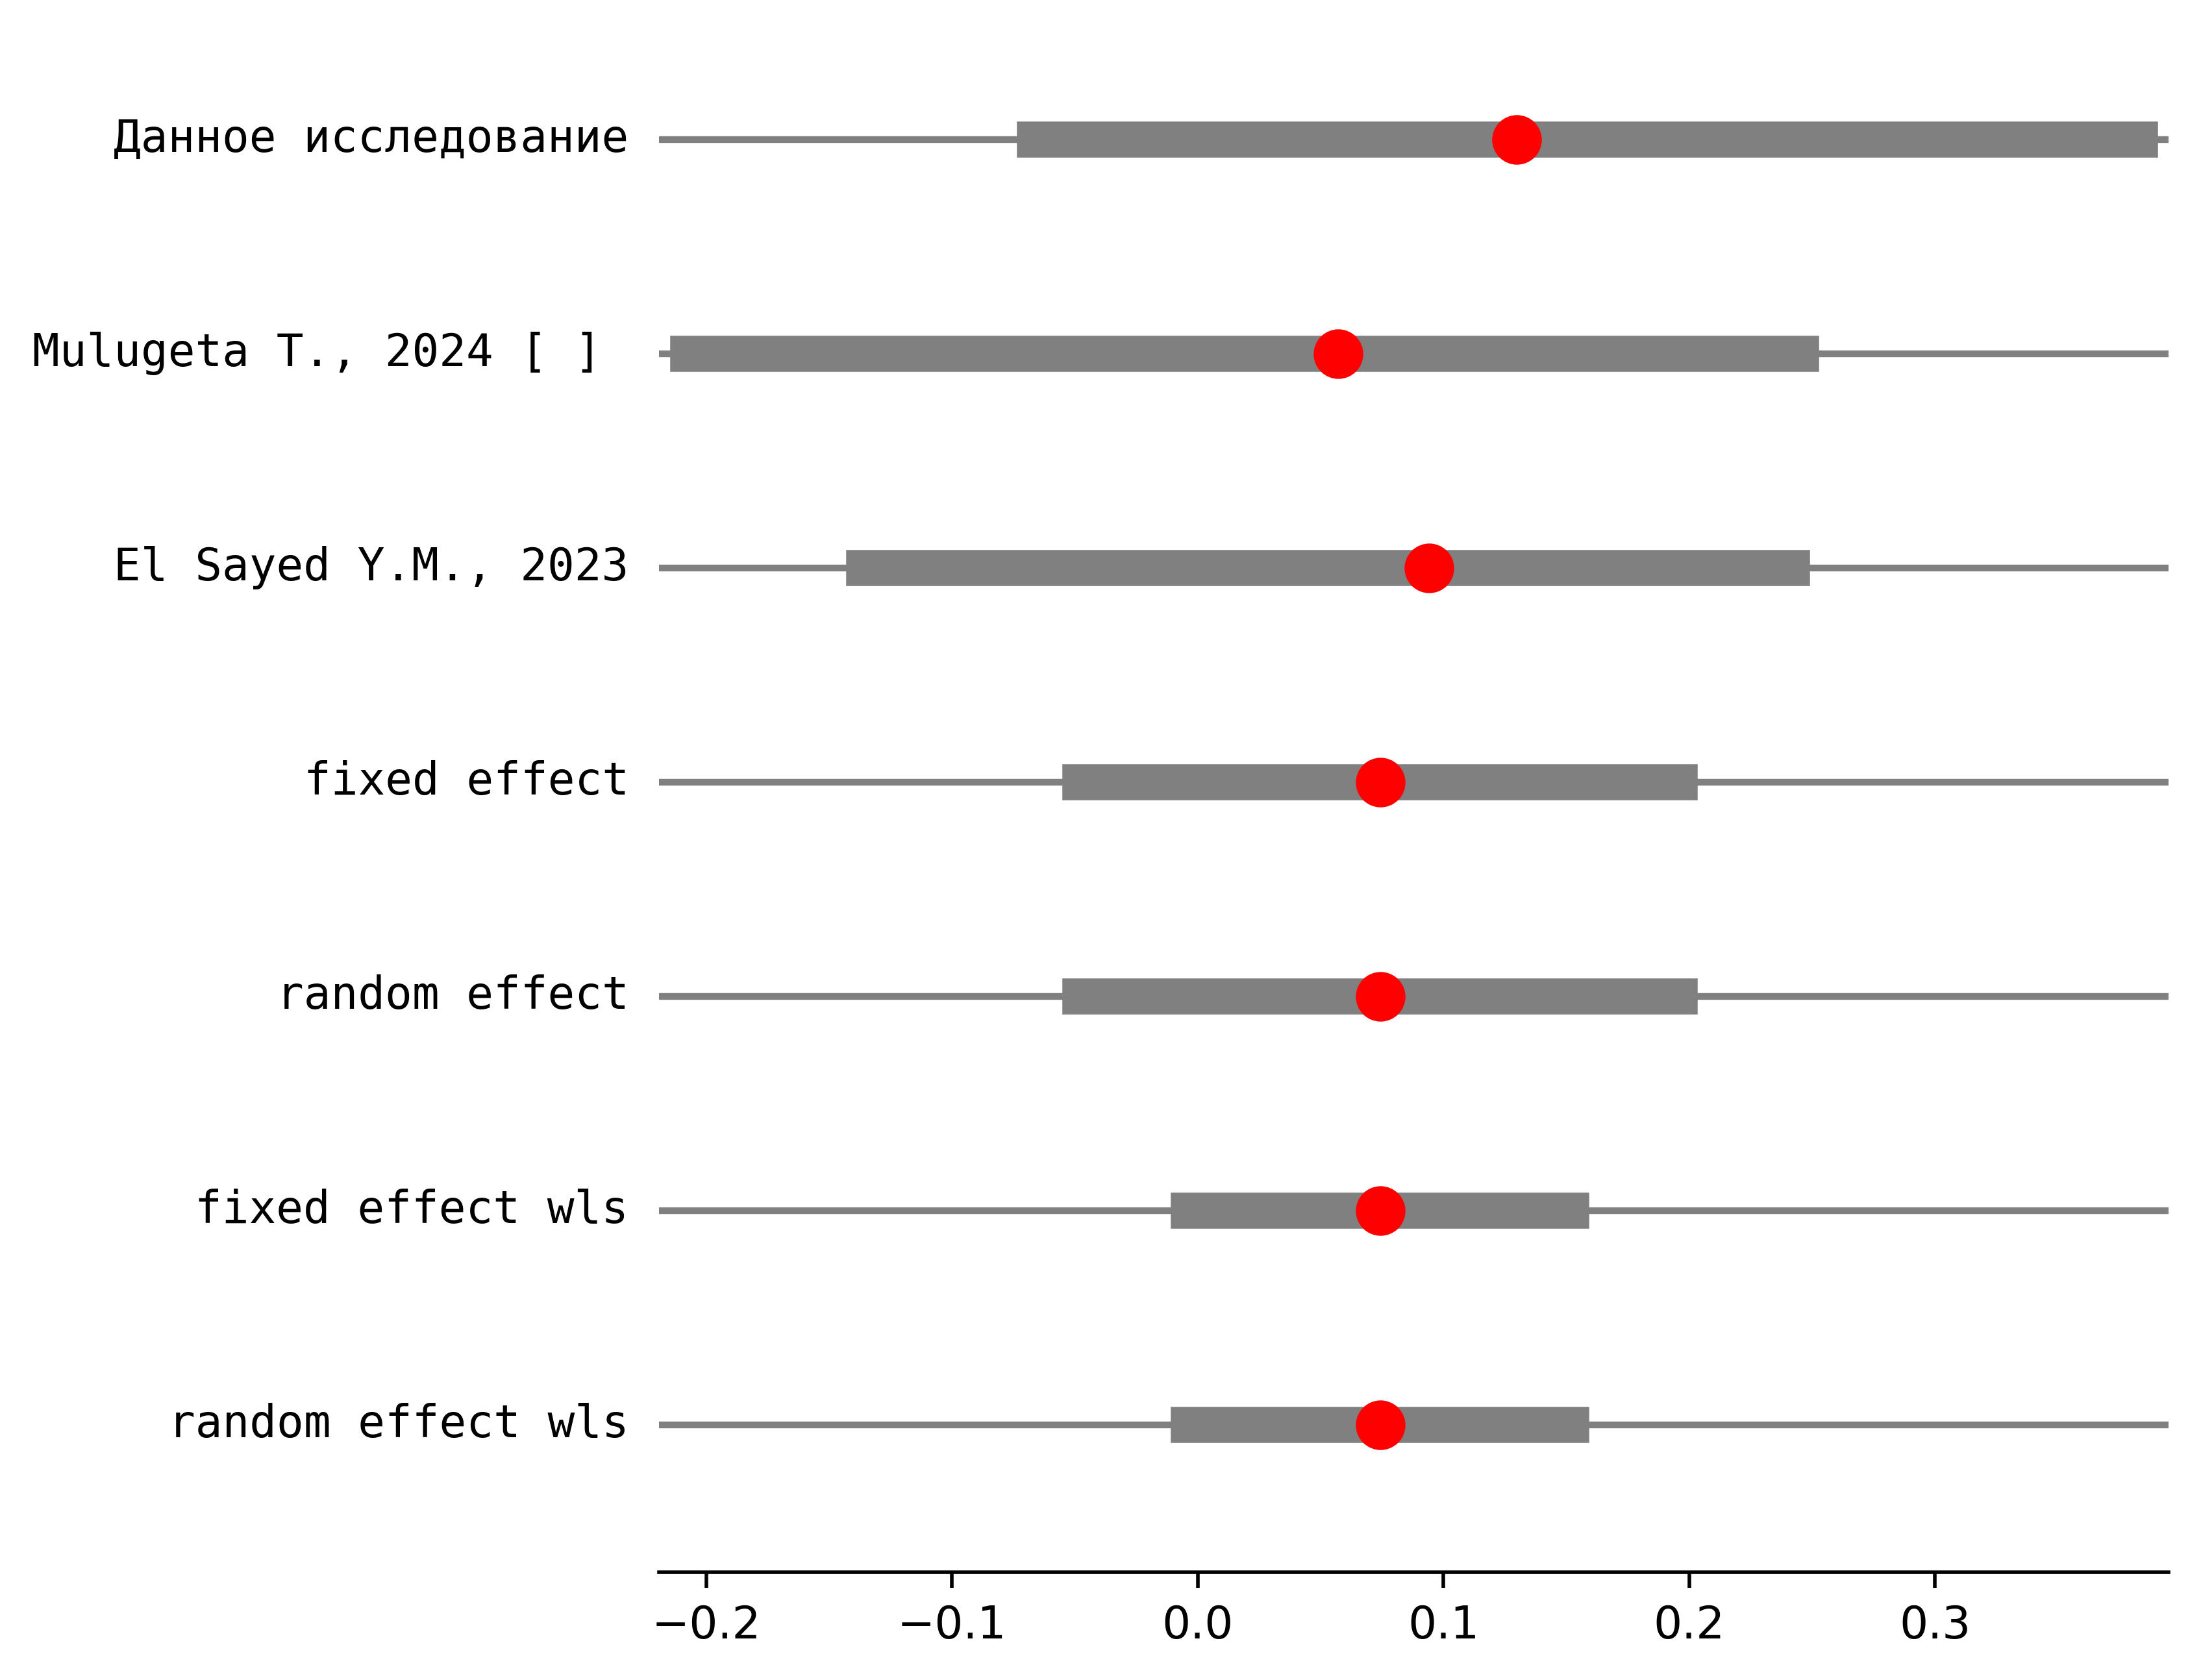 Данное исследование
Mulugeta T., 2024 [ ]
El Sayed Y.M., 2023
fixed effect
random effect
fixed effect wls
random effect wls
−0.2 −0.1 0.0 0.1 0.2 0.3